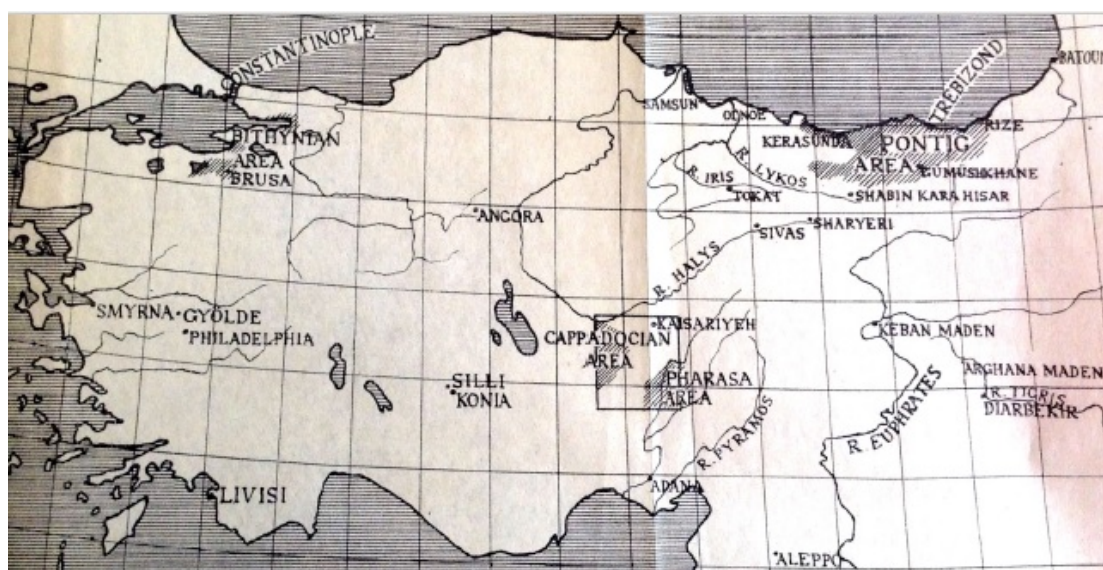 CONSTANTINOPLE
BITHYNIAN
AREA
BRUSA
ANGORA
SAMSUN
OENOE
KERASUNDA
TREBIZOND
BATOUM
RIZE
PONTIC
AREA
GUMUSHKHANE
R. IRIS
R. LYKOS
TOKAT
SHABIN KARA HISAR
SIVAS
SHARYERI
R. HALYS
SMYRNA
GYÖLDE
PHILADELPHIA
KAISARIYEH
CAPPADOCIAN
AREA
KEBAN MADEN
SILLI
KONIA
PHARASA
AREA
ARGHANA MADEN
R. TIGRIS
DIARBEKIR
R. EUPHRATES
R. PYRAMOS
LIVISI
ADANA
ALEPPO